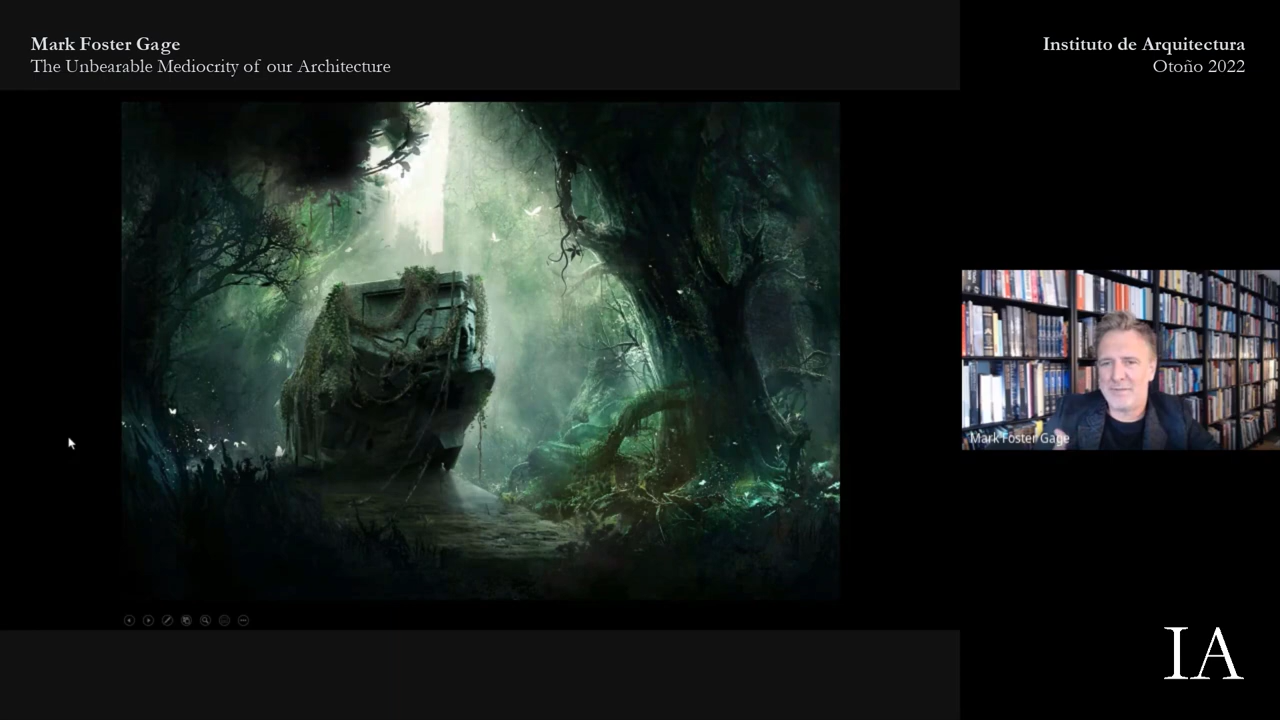 Mark Foster Gage
The Unbearable Mediocrity of our Architecture
Instituto de Arquitectura
Otoño 2022
Mark Foster Gage
IA